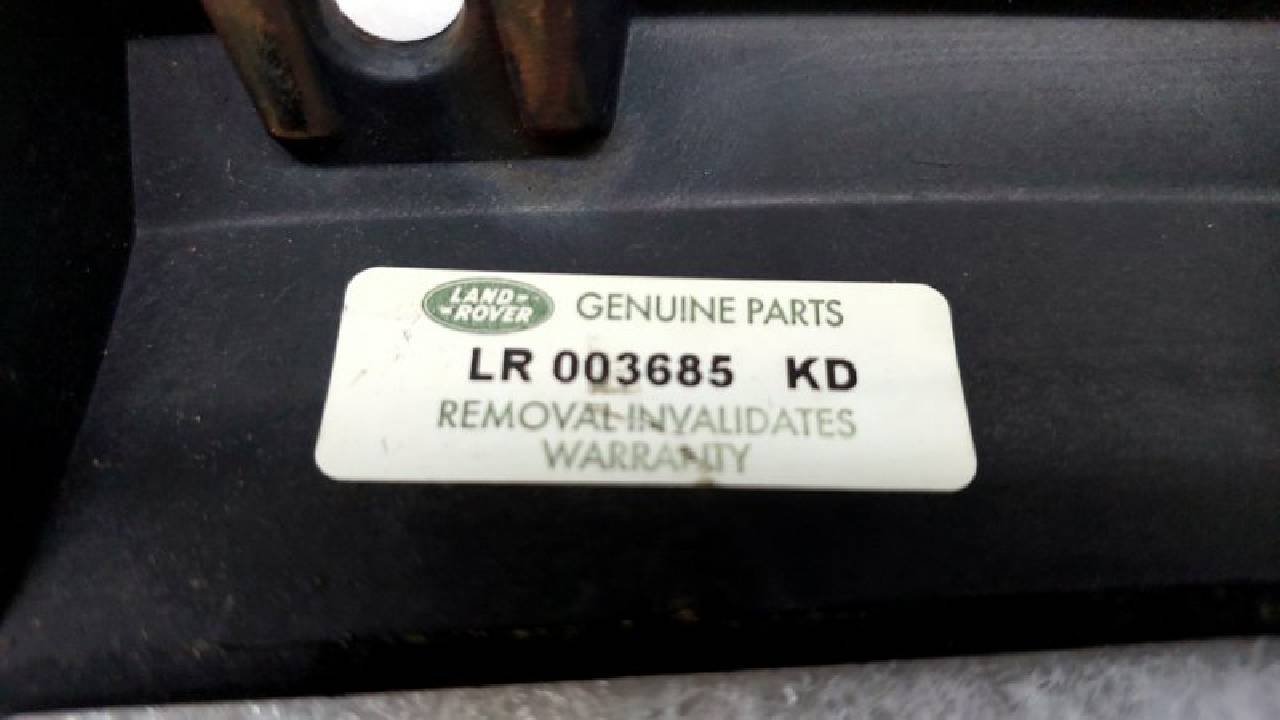 LAND ROVER GENUINE PARTS
LR 003685 KD
REMOVAL INVALIDATES
WARRANTY